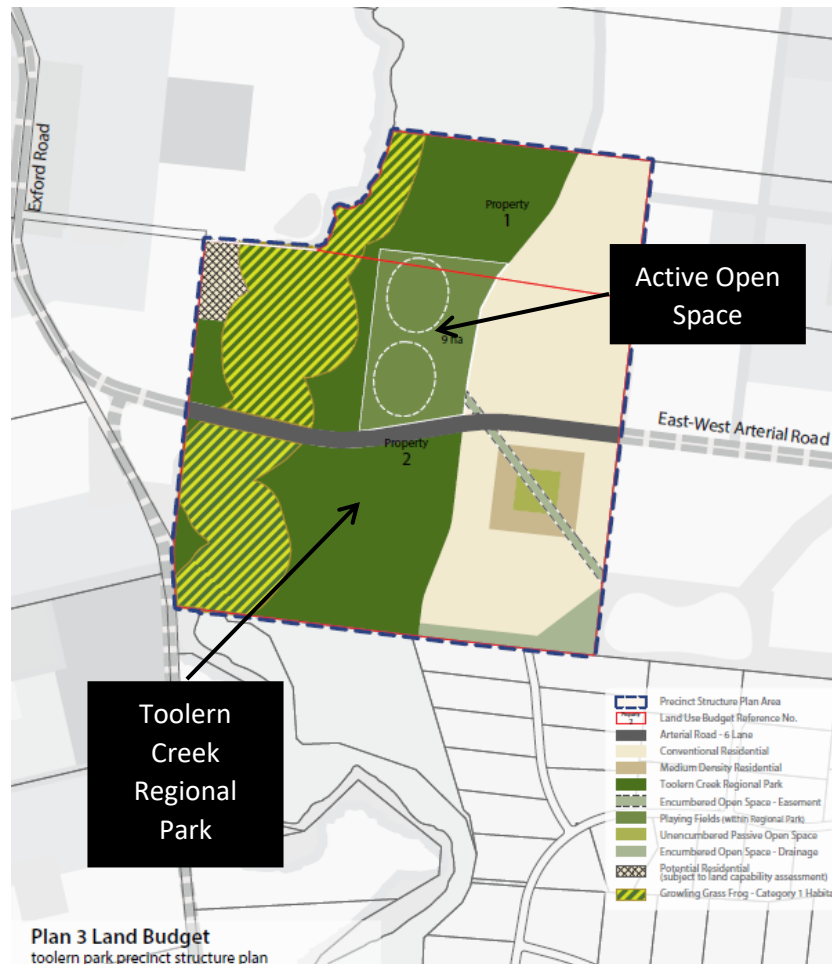 Exford Road
Property
1
Active Open
Space
9 ha
East-West Arterial Road
Property
2
Toolern
Creek
Regional
Park
Precinct Structure Plan Area
Land Use Budget Reference No.
Arterial Road - 6 Lane
Conventional Residential
Medium Density Residential
Toolern Creek Regional Park
Encumbered Open Space - Easement
Playing Fields (within Regional Park)
Unencumbered Passive Open Space
Encumbered Open Space - Drainage
Potential Residential
(subject to land capability assessment)
Growling Grass Frog - Category 1 Habita
Plan 3 Land Budget
toolern park precinct structure plan